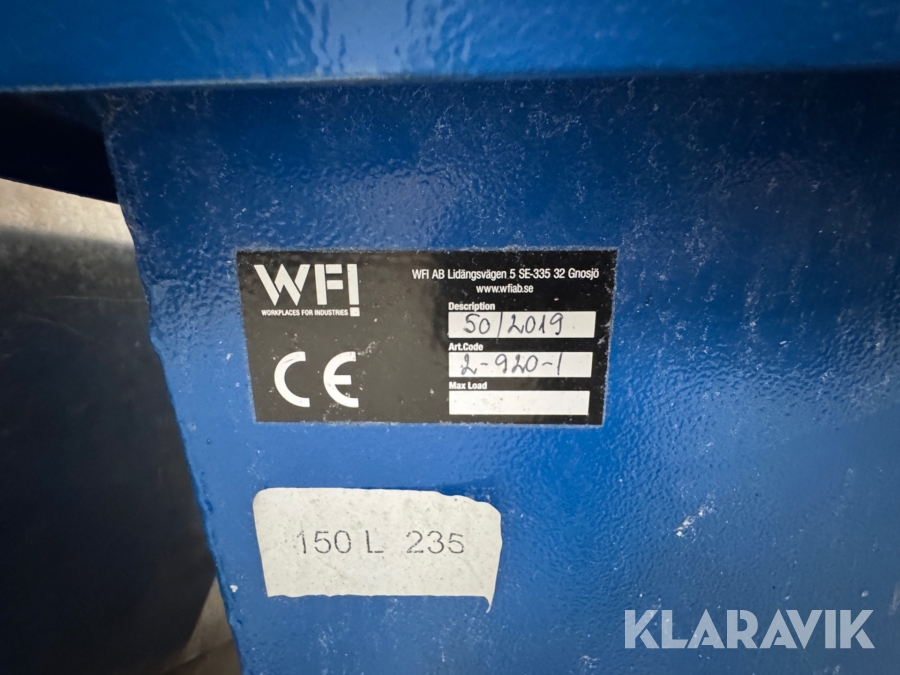 WFI
WORKPLACES FOR INDUSTRIES
WFI AB Lidängsvägen 5 SE-335 32 Gnosjö
www.wfiab.se
Description
50/2019
Art.Code
2-920-1
Max Load
CE
150 L 235
KLARAVIK